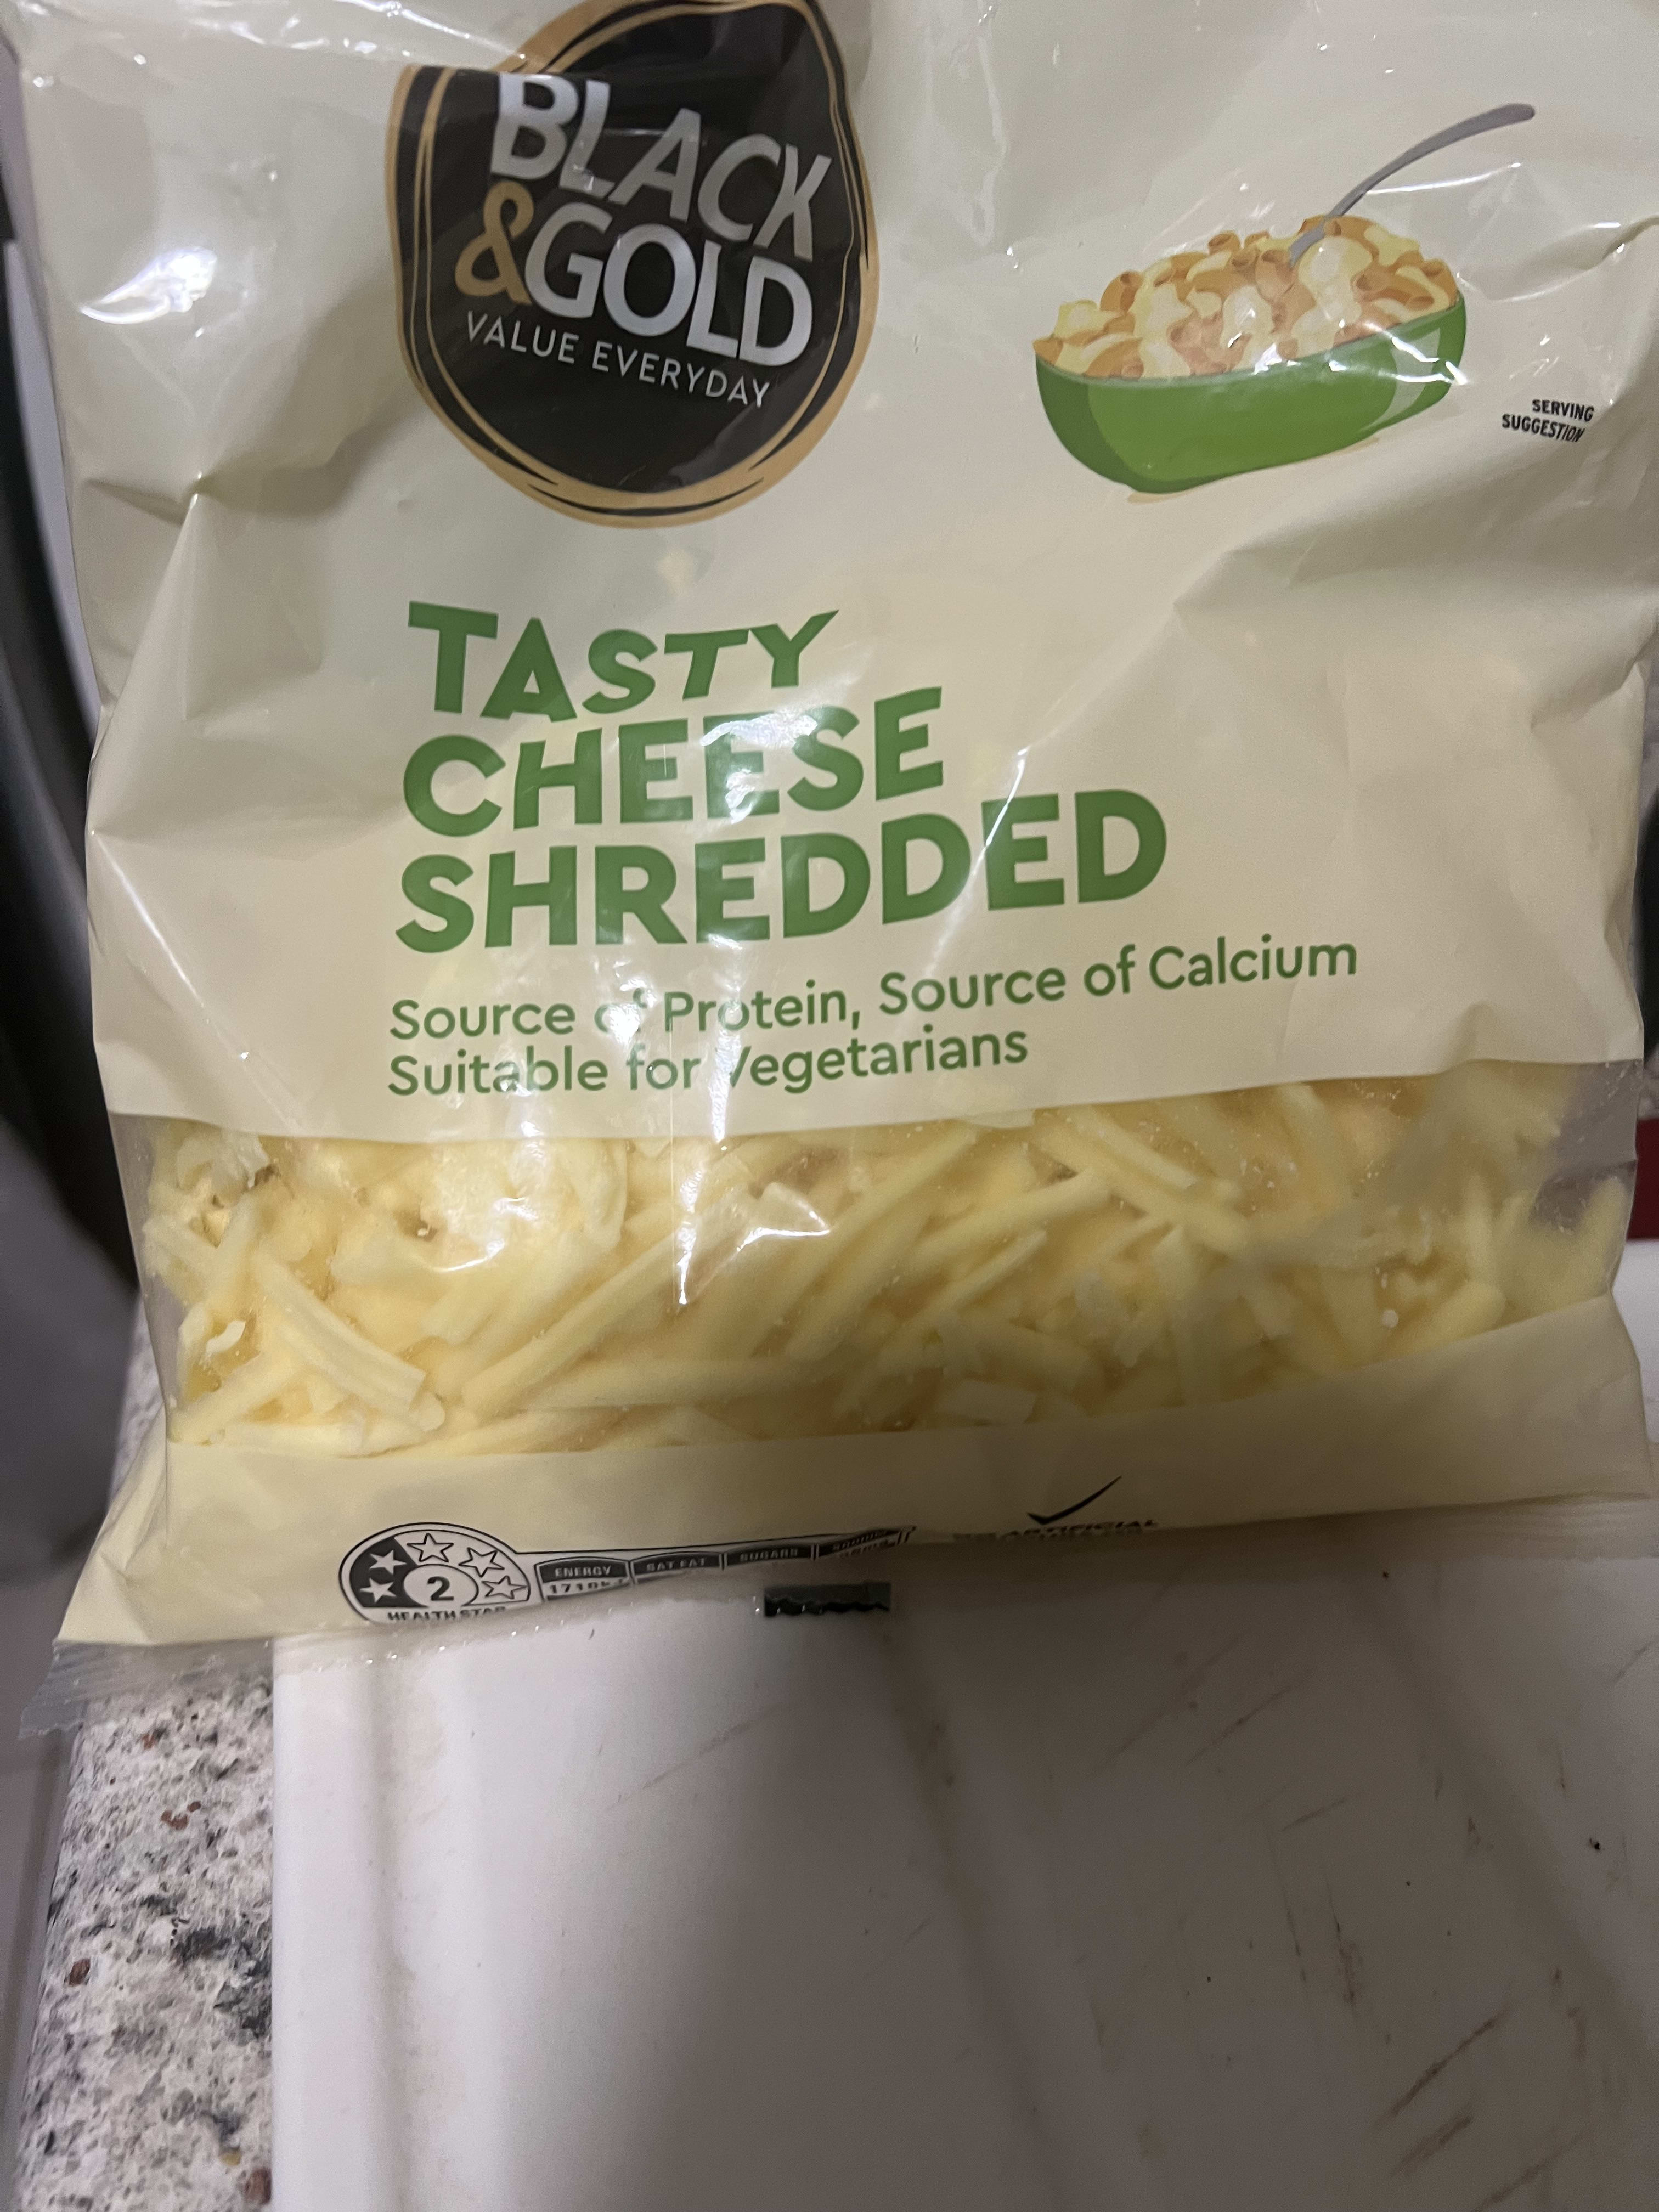 BLACK
&GOLD
VALUE EVERYDAY
SERVING
SUGGESTION
TASTY
CHEESE
SHREDDED
Source of Protein, Source of Calcium
Suitable for Vegetarians
2
HEALTH STAR
ENERGY
SAT FAT
SUGARS
ARTIFICIAL